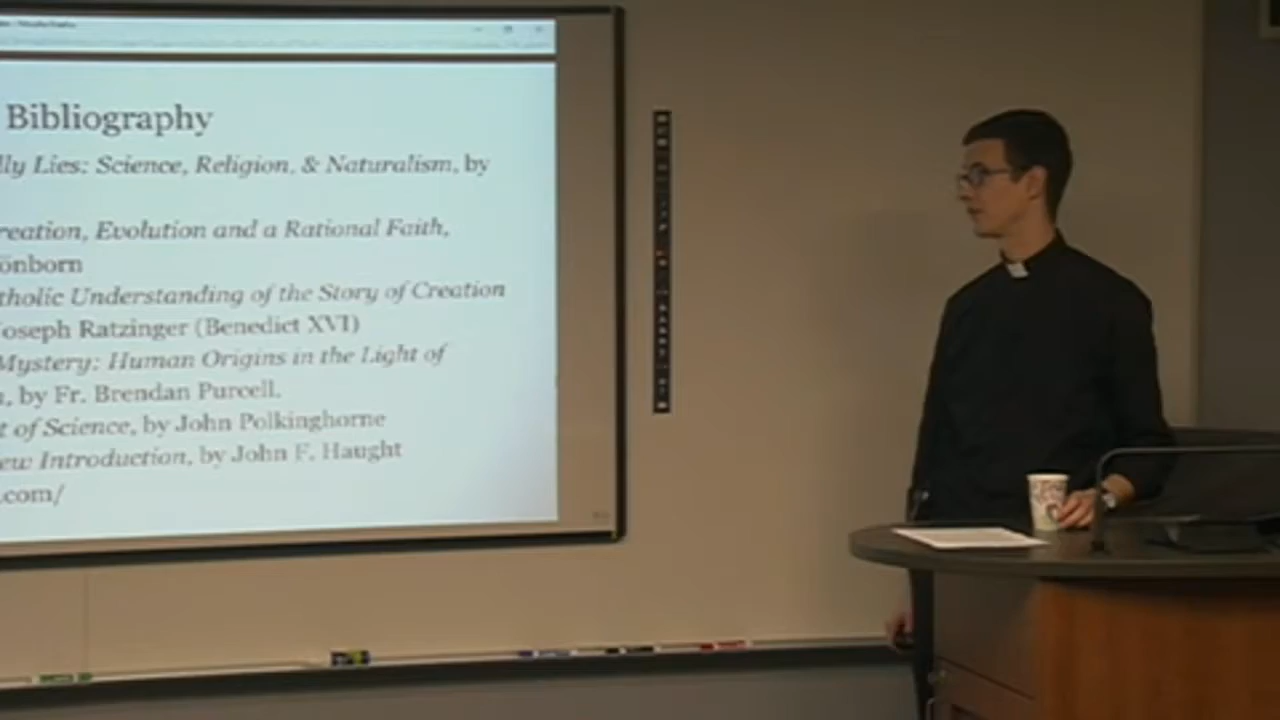 Bibliography
lly Lies: Science, Religion, & Naturalism, by
reation, Evolution and a Rational Faith,
önborn
tholic Understanding of the Story of Creation
oseph Ratzinger (Benedict XVI)
Mystery: Human Origins in the Light of
, by Fr. Brendan Purcell.
t of Science, by John Polkinghorne
ew Introduction, by John F. Haught
.com/